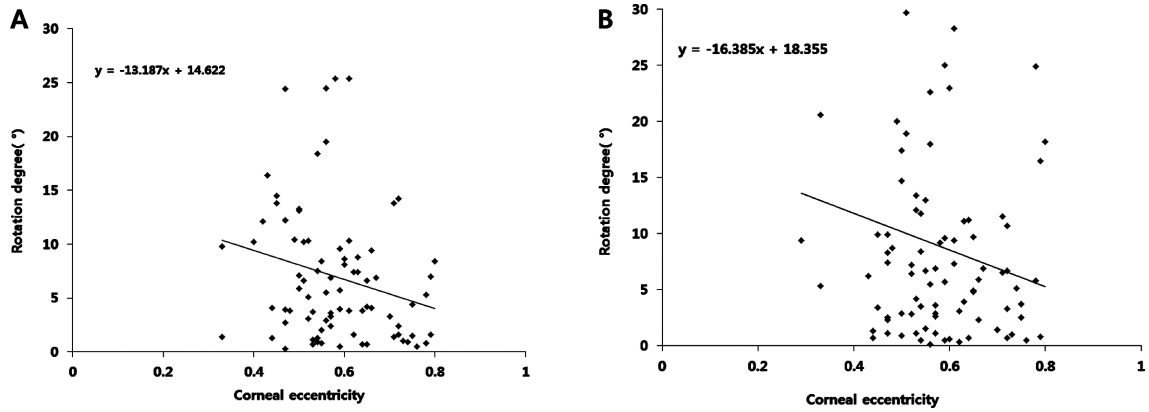 A
30
25
20
15
10
5
0
y = -13.187x + 14.622
Rotation degree( °)
0 0.2 0.4 0.6 0.8 1
Corneal eccentricity
B
30
25
20
15
10
5
0
y = -16.385x + 18.355
Rotation degree( °)
0 0.2 0.4 0.6 0.8 1
Corneal eccentricity